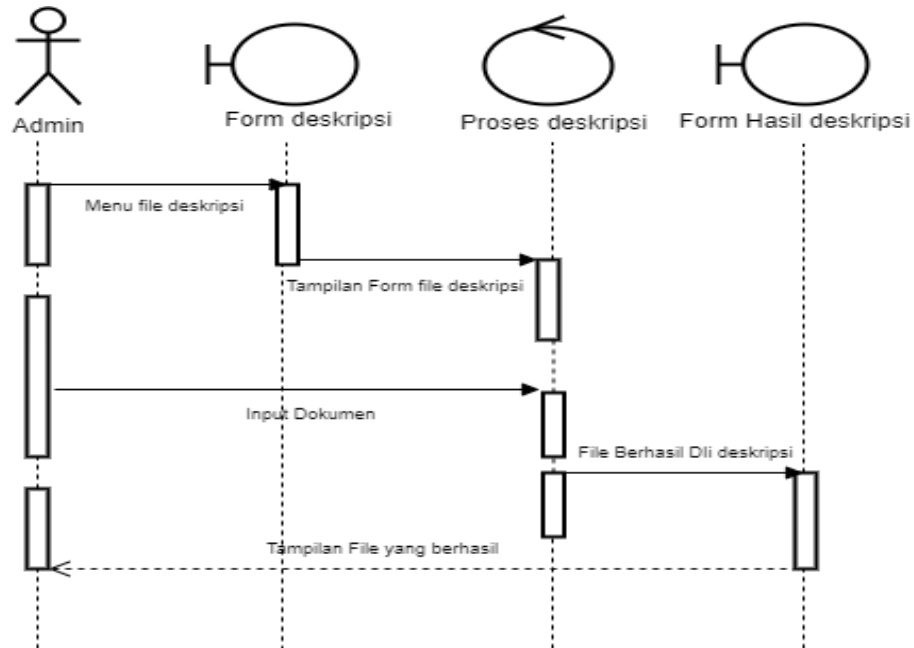 Admin
Form deskripsi
Proses deskripsi
Form Hasil deskripsi
Menu file deskripsi
Tampilan Form file deskripsi
Input Dokumen
File Berhasil DIi deskripsi
Tampilan File yang berhasil